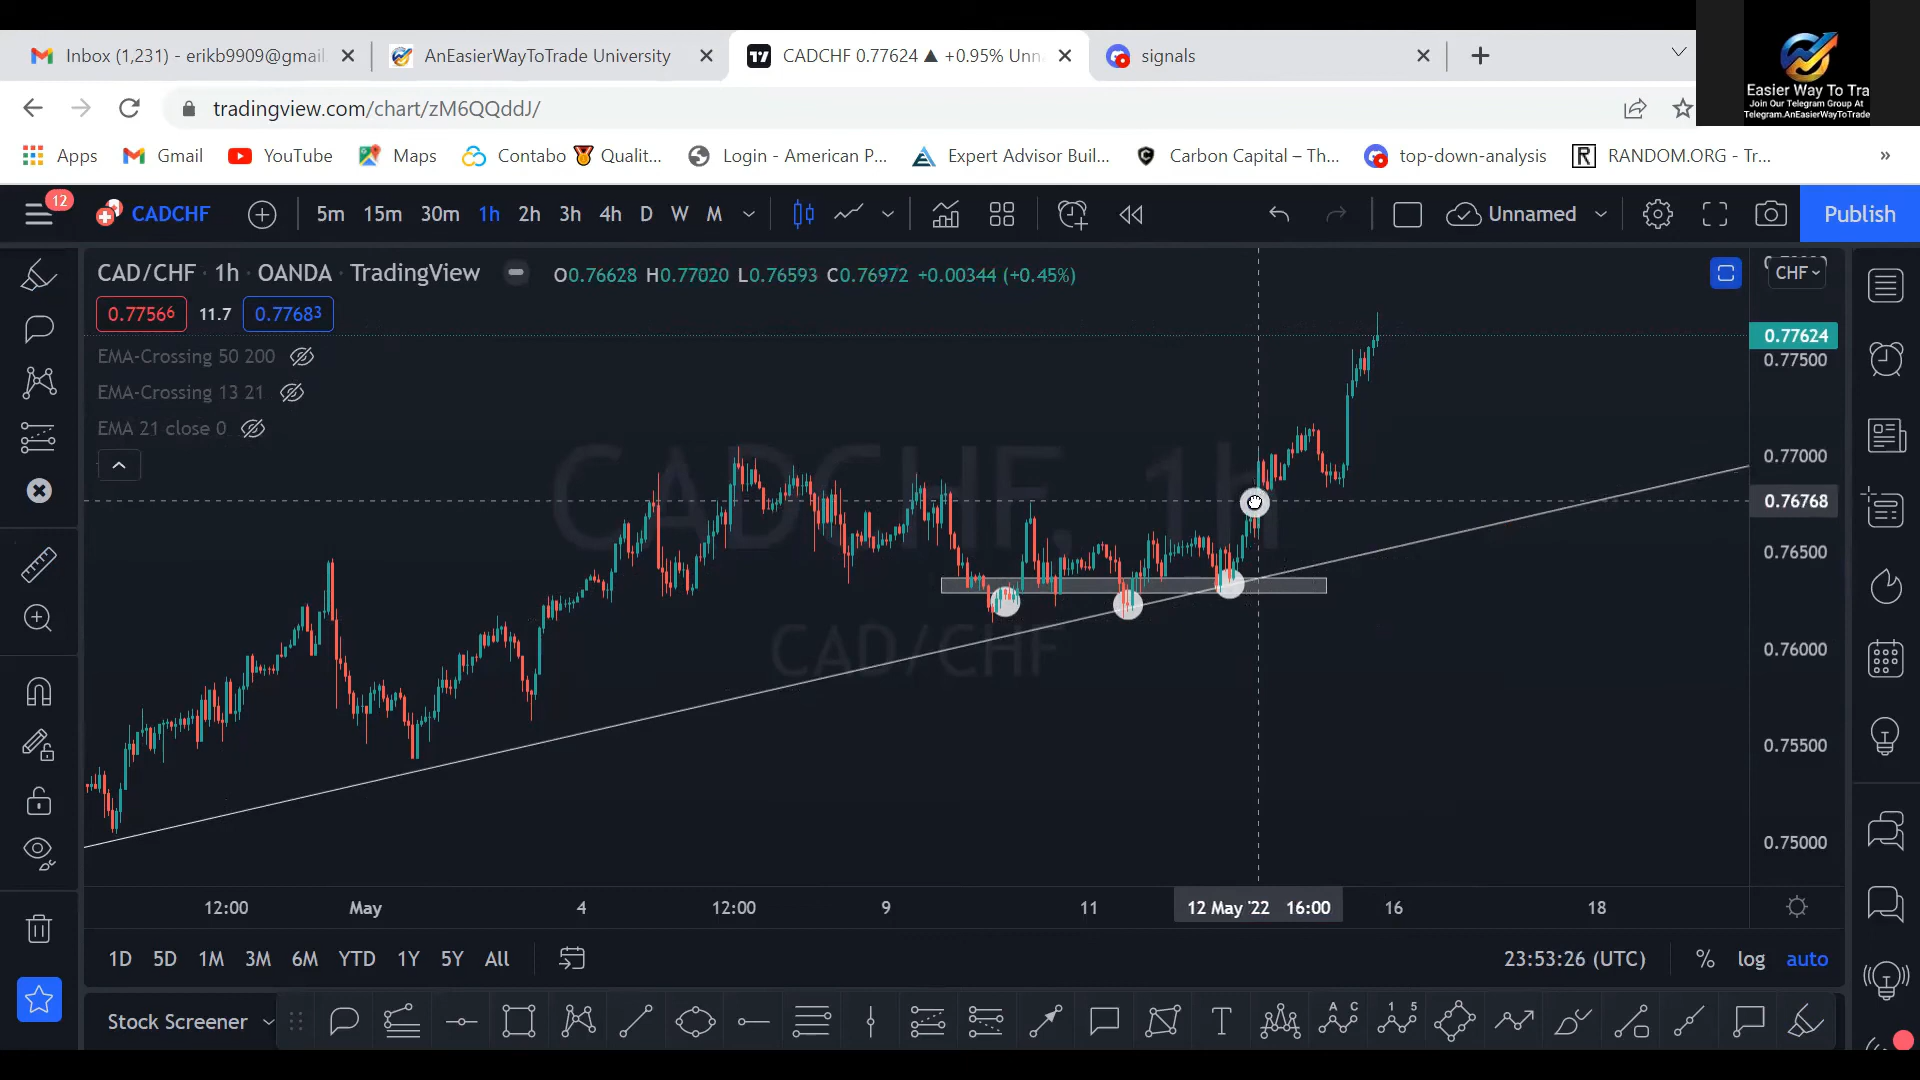 Inbox (1,231) - erikb9909@gmail.
AnEasierWayToTrade University
CADCHF 0.77624 ▲ +0.95% Unn
signals
Easier Way To Tra
Join Our Telegram Group At
Telegram.AnEasierWayToTrade
tradingview.com/chart/zM6QQddJ/
Apps
Gmail
YouTube
Maps
Contabo
Qualit...
Login - American P...
Expert Advisor Buil...
Carbon Capital – Th...
top-down-analysis
RANDOM.ORG - Tr...
»
12
CADCHF
5m 15m 30m 1h 2h 3h 4h D W M
Unnamed
Publish
CAD/CHF · 1h · OANDA · TradingView
O0.76628 H0.77020 L0.76593 C0.76972 +0.00344 (+0.45%)
CHF
0.77566 11.7 0.77683
EMA-Crossing 50 200
EMA-Crossing 13 21
EMA 21 close 0
CADCHF, 1h
CAD/CHF
0.77624
0.77500
0.77000
0.76768
0.76500
0.76000
0.75500
0.75000
12:00 May 4 12:00 9 11 12 May '22 16:00 16 18
1D 5D 1M 3M 6M YTD 1Y 5Y All
23:53:26 (UTC) % log auto
Stock Screener
T
A C
1 5